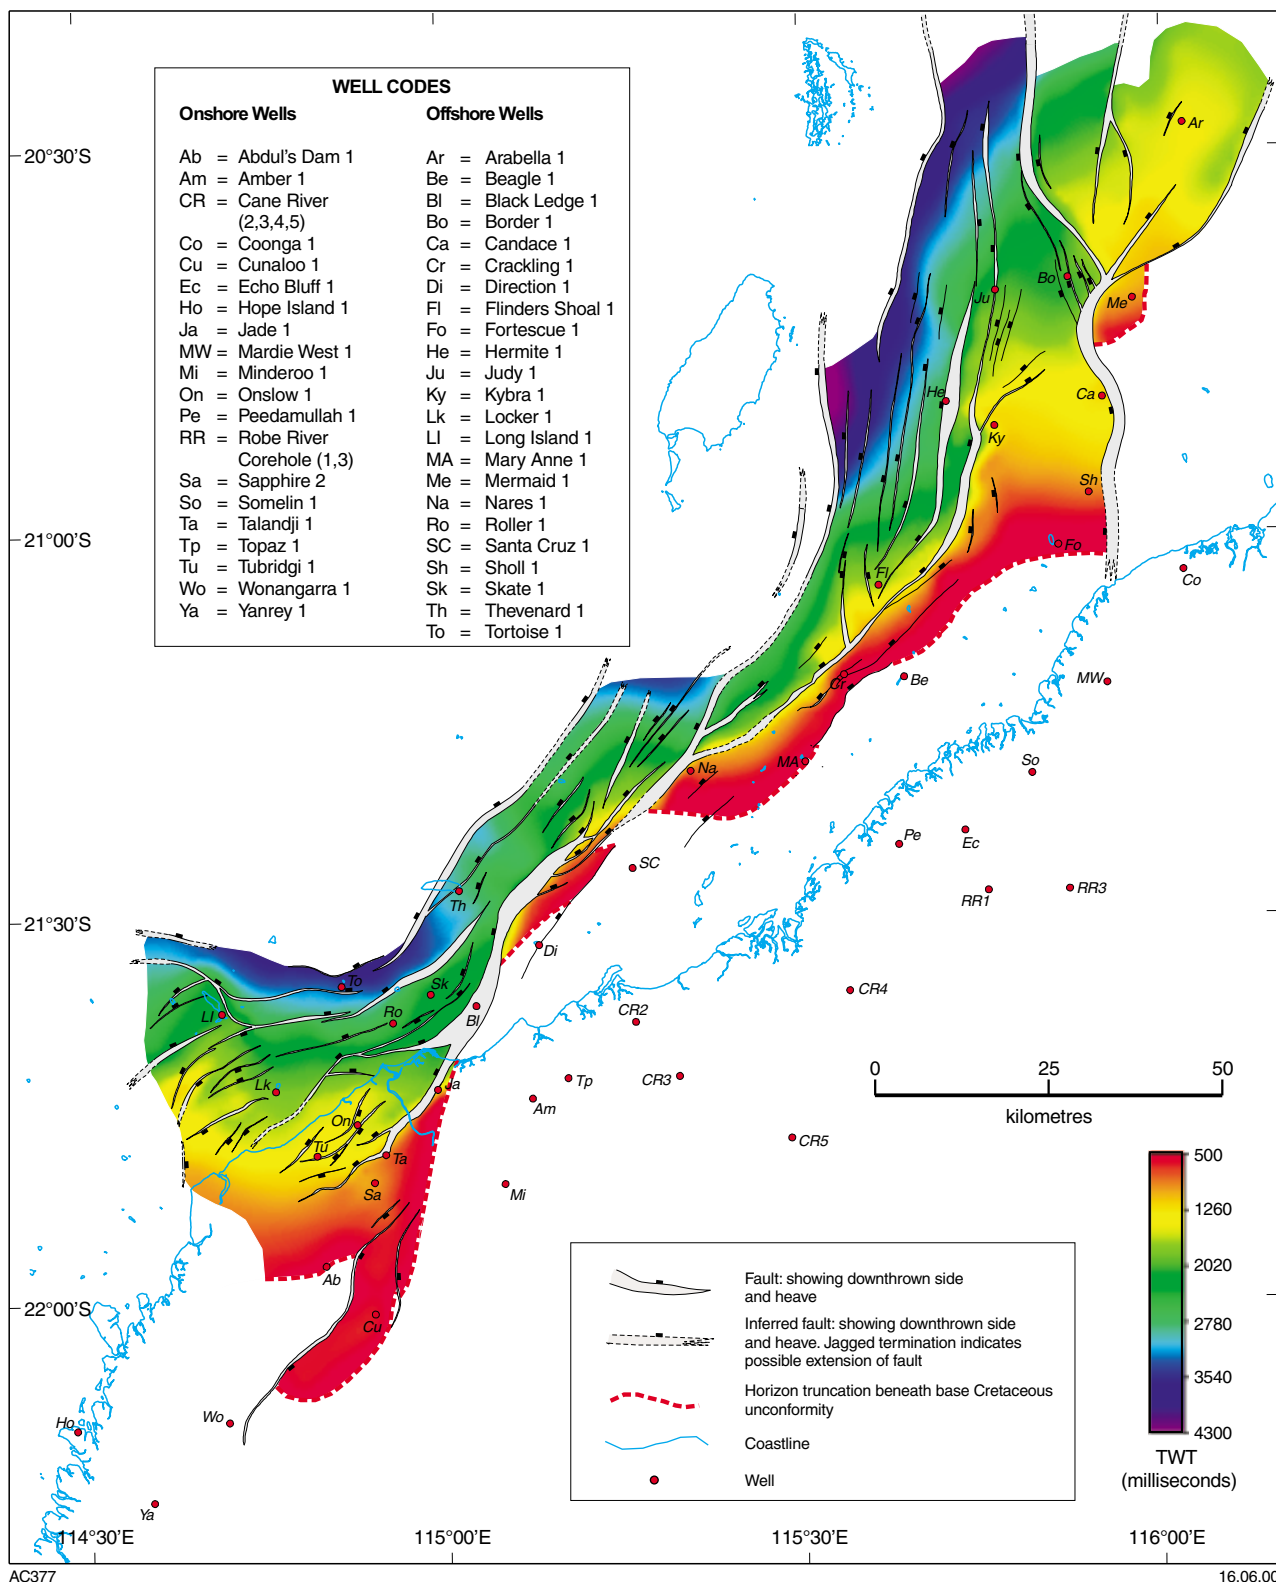 WELL CODES
Onshore Wells
Ab = Abdul's Dam 1
Am = Amber 1
CR = Cane River
(2,3,4,5)
Co = Coonga 1
Cu = Cunaloo 1
Ec = Echo Bluff 1
Ho = Hope Island 1
Ja = Jade 1
MW = Mardie West 1
Mi = Minderoo 1
On = Onslow 1
Pe = Peedamullah 1
RR = Robe River
Corehole (1,3)
Sa = Sapphire 2
So = Somelin 1
Ta = Talandji 1
Tp = Topaz 1
Tu = Tubridgi 1
Wo = Wonangarra 1
Ya = Yanrey 1
Offshore Wells
Ar = Arabella 1
Be = Beagle 1
Bl = Black Ledge 1
Bo = Border 1
Ca = Candace 1
Cr = Crackling 1
Di = Direction 1
Fl = Flinders Shoal 1
Fo = Fortescue 1
He = Hermite 1
Ju = Judy 1
Ky = Kybra 1
Lk = Locker 1
LI = Long Island 1
MA = Mary Anne 1
Me = Mermaid 1
Na = Nares 1
Ro = Roller 1
SC = Santa Cruz 1
Sh = Sholl 1
Sk = Skate 1
Th = Thevenard 1
To = Tortoise 1
20°30'S
21°00'S
21°30'S
22°00'S
Ar
Bo
Ju
Me
He
Ca
Ky
Sh
Fo
Co
Fl
Cr
Be
MW
Na
MA
So
SC
Pe
Ec
Th
RR1
RR3
Di
To
Sk
CR4
LI
Ro
Bl
CR2
Lk
Ja
Tp
CR3
Am
On
Tu
Ta
CR5
Sa
Mi
Ab
Cu
Wo
Ho
Ya
0
25
50
kilometres
500
1260
2020
2780
3540
4300
TWT
(milliseconds)
Fault: showing downthrown side
and heave
Inferred fault: showing downthrown side
and heave. Jagged termination indicates
possible extension of fault
Horizon truncation beneath base Cretaceous
unconformity
Coastline
Well
114°30'E
115°00'E
115°30'E
116°00'E
AC377
16.06.00